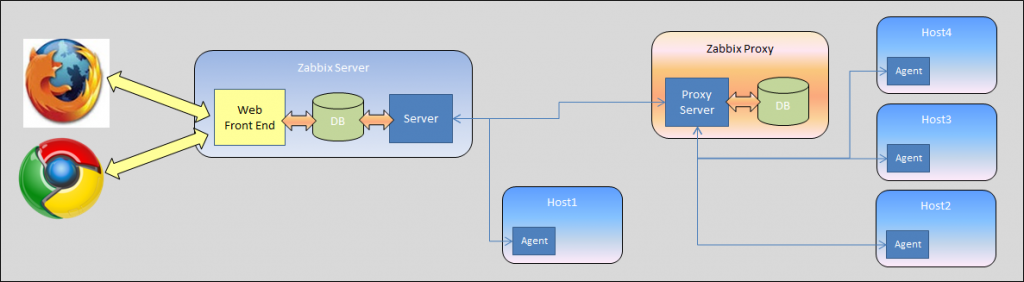 Zabbix Server
Web
Front End
DB
Server
Host1
Agent
Zabbix Proxy
Proxy
Server
DB
Host4
Agent
Host3
Agent
Host2
Agent